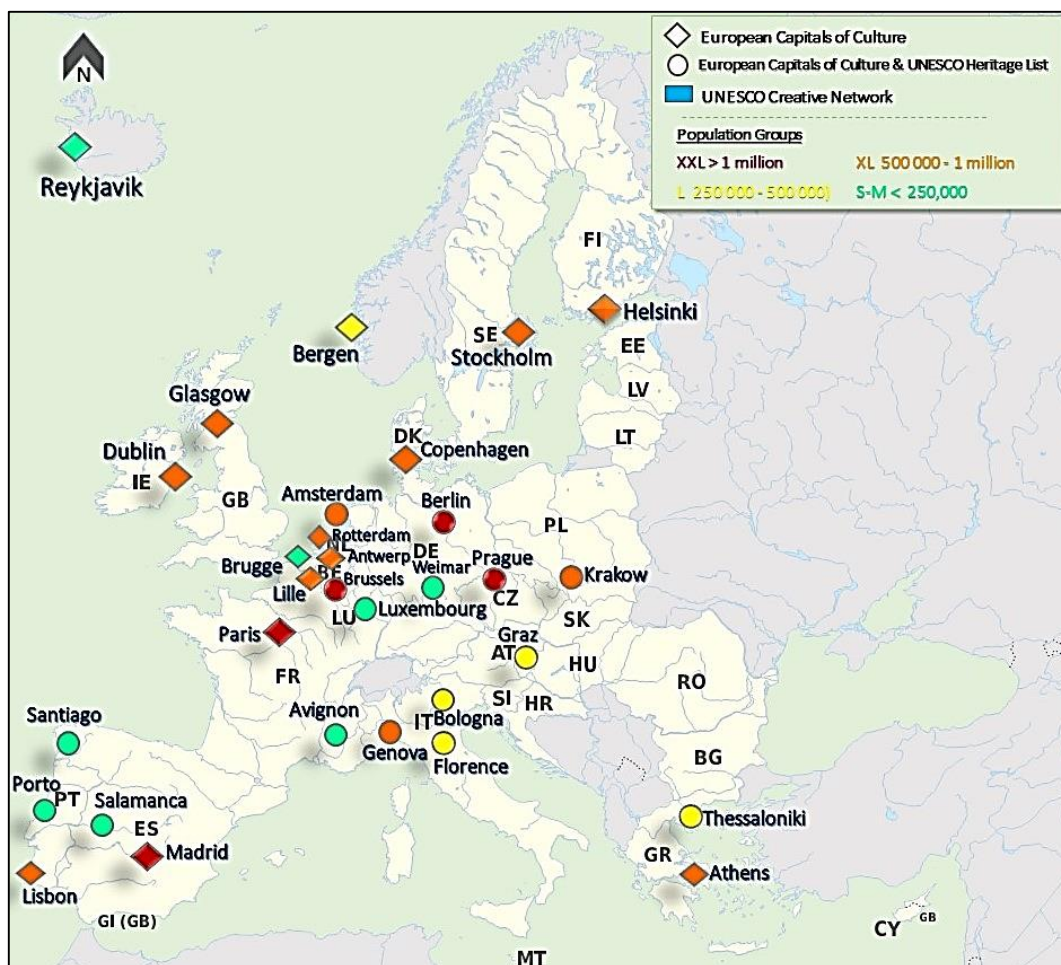 European Capitals of Culture
European Capitals of Culture & UNESCO Heritage List
UNESCO Creative Network
Population Groups
XXL > 1 million
XL 500 000 - 1 million
L 250 000 - 500 000)
S-M < 250,000
N
Reykjavik
FI
Helsinki
SE
Stockholm
Bergen
EE
LV
LT
Glasgow
Dublin
IE
GB
DK
Copenhagen
Amsterdam
Berlin
PL
Rotterdam
NL
DE
Antwerp
Brugge
BE
Weimar
Prague
Krakow
Lille
Brussels
CZ
LU
Luxembourg
SK
Paris
Graz
AT
HU
FR
RO
SI
HR
Santiago
Avignon
IT
Bologna
Genova
Florence
BG
Porto
PT
Salamanca
ES
Thessaloniki
Madrid
GR
Athens
Lisbon
GI (GB)
CY
GB
MT